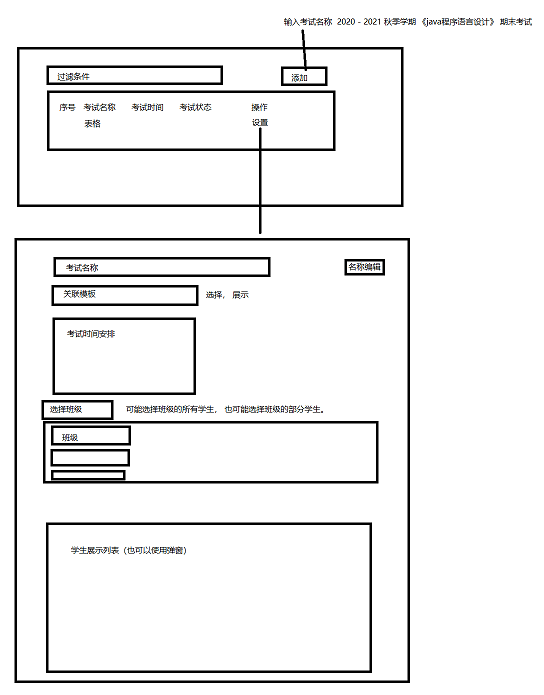 输入考试名称 2020 - 2021 秋季学期 《java程序语言设计》 期末考试
过滤条件
添加
序号 考试名称 考试时间 考试状态 操作
表格 设置
考试名称
名称编辑
关联模板
选择， 展示
考试时间安排
选择班级
可能选择班级的所有学生， 也可能选择班级的部分学生。
班级
学生展示列表（也可以使用弹窗）